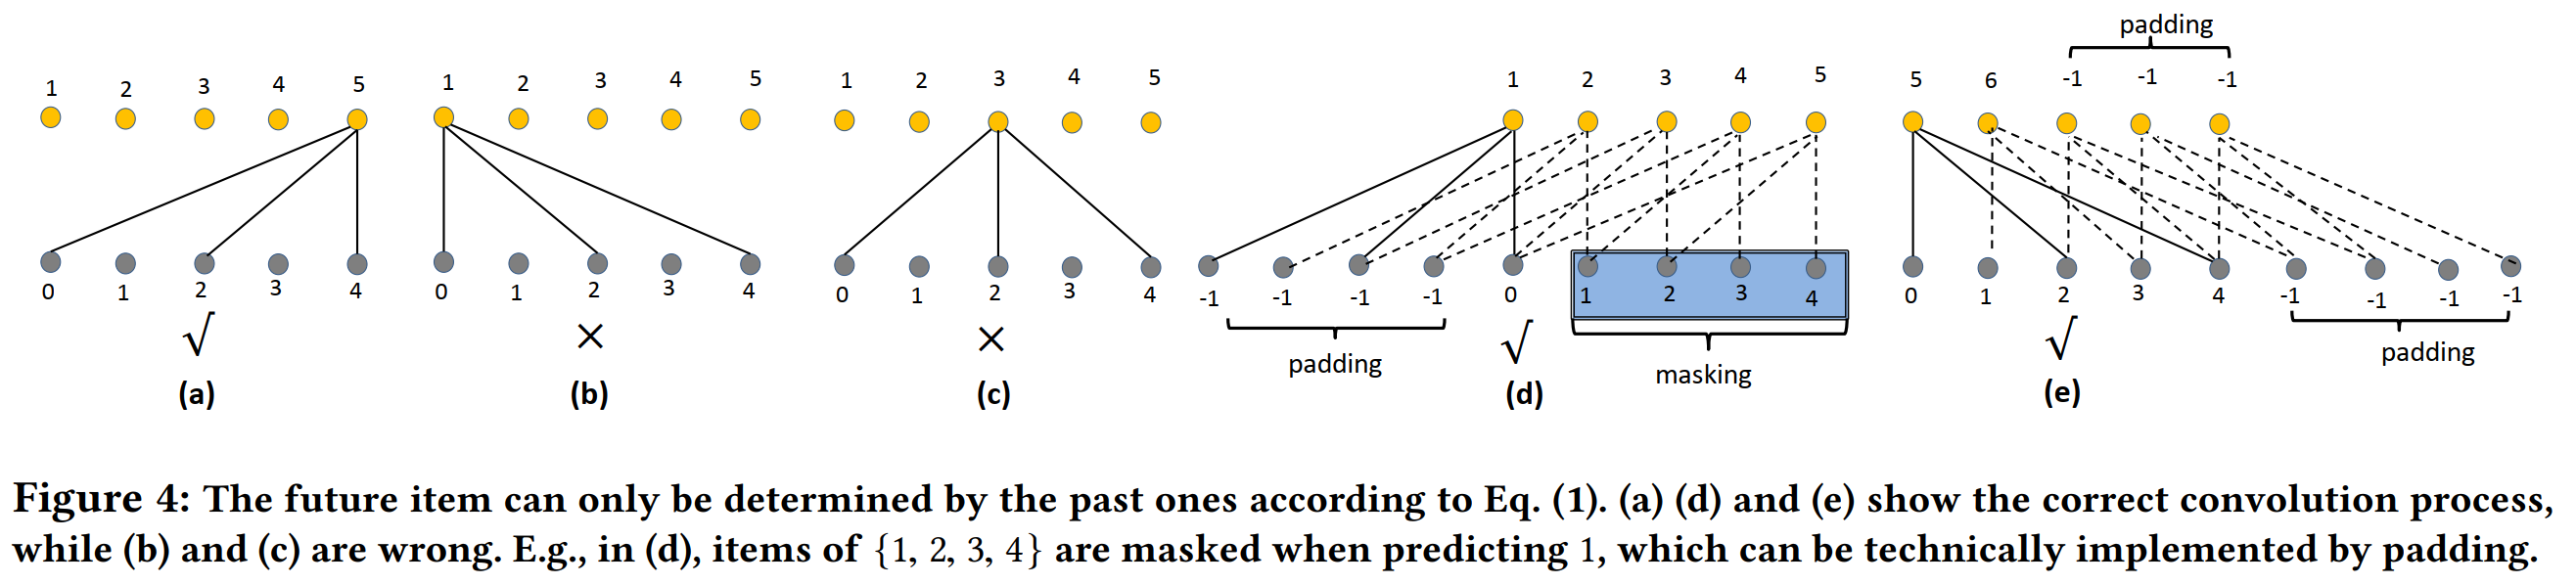 padding
1 2 3 4 5 1 2 3 4 5 1 2 3 4 5 1 2 3 4 5 5 6 -1 -1 -1
0 1 2 3 4 0 1 2 3 4 0 1 2 3 4 -1 -1 -1 -1 0 1 2 3 4 0 1 2 3 4 -1 -1 -1 -1
√ × × √ √
padding masking padding
(a) (b) (c) (d) (e)
Figure 4: The future item can only be determined by the past ones according to Eq. (1). (a) (d) and (e) show the correct convolution process,
while (b) and (c) are wrong. E.g., in (d), items of {1, 2, 3, 4} are masked when predicting 1, which can be technically implemented by padding.